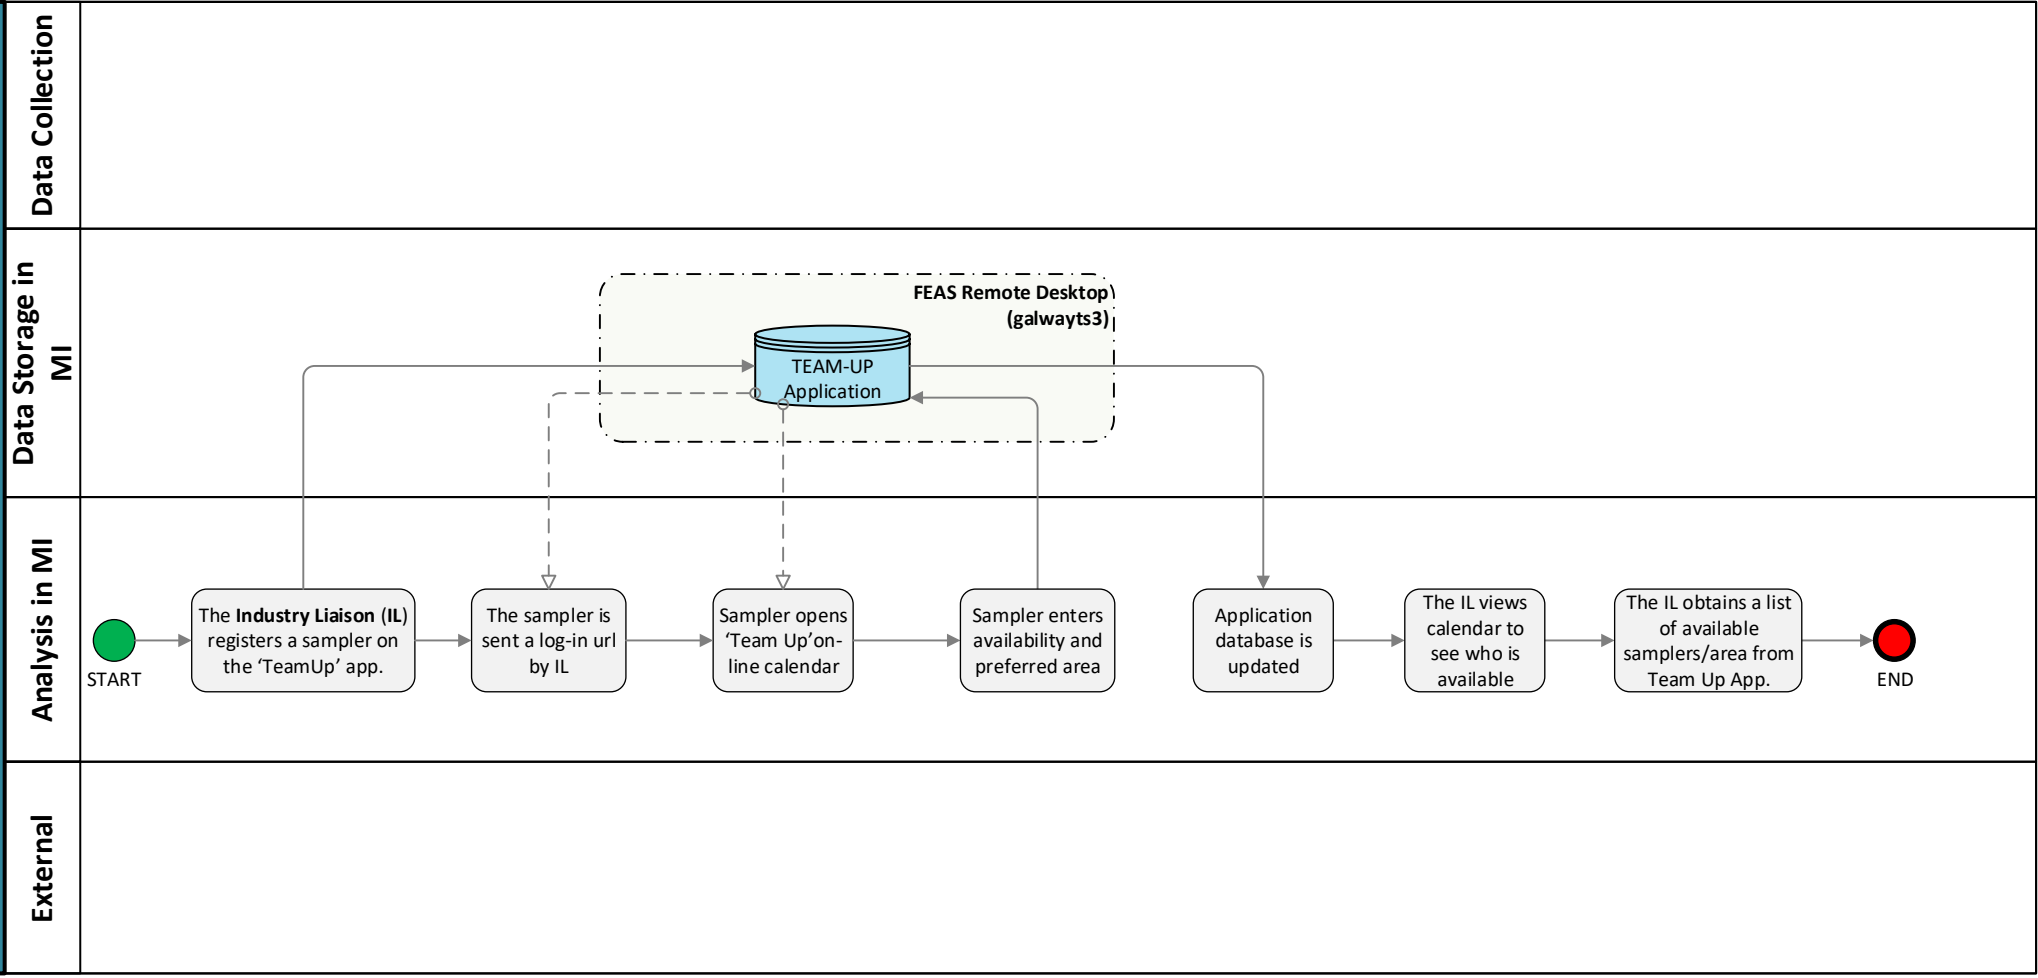 Data Collection
Data Storage in
MI
FEAS Remote Desktop
(galwayts3)
TEAM-UP
Application
Analysis in MI
START
The Industry Liaison (IL)
registers a sampler on
the ‘TeamUp’ app.
The sampler is
sent a log-in url
by IL
Sampler opens
‘Team Up’on-
line calendar
Sampler enters
availability and
preferred area
Application
database is
updated
The IL views
calendar to
see who is
available
The IL obtains a list
of available
samplers/area from
Team Up App.
END
External